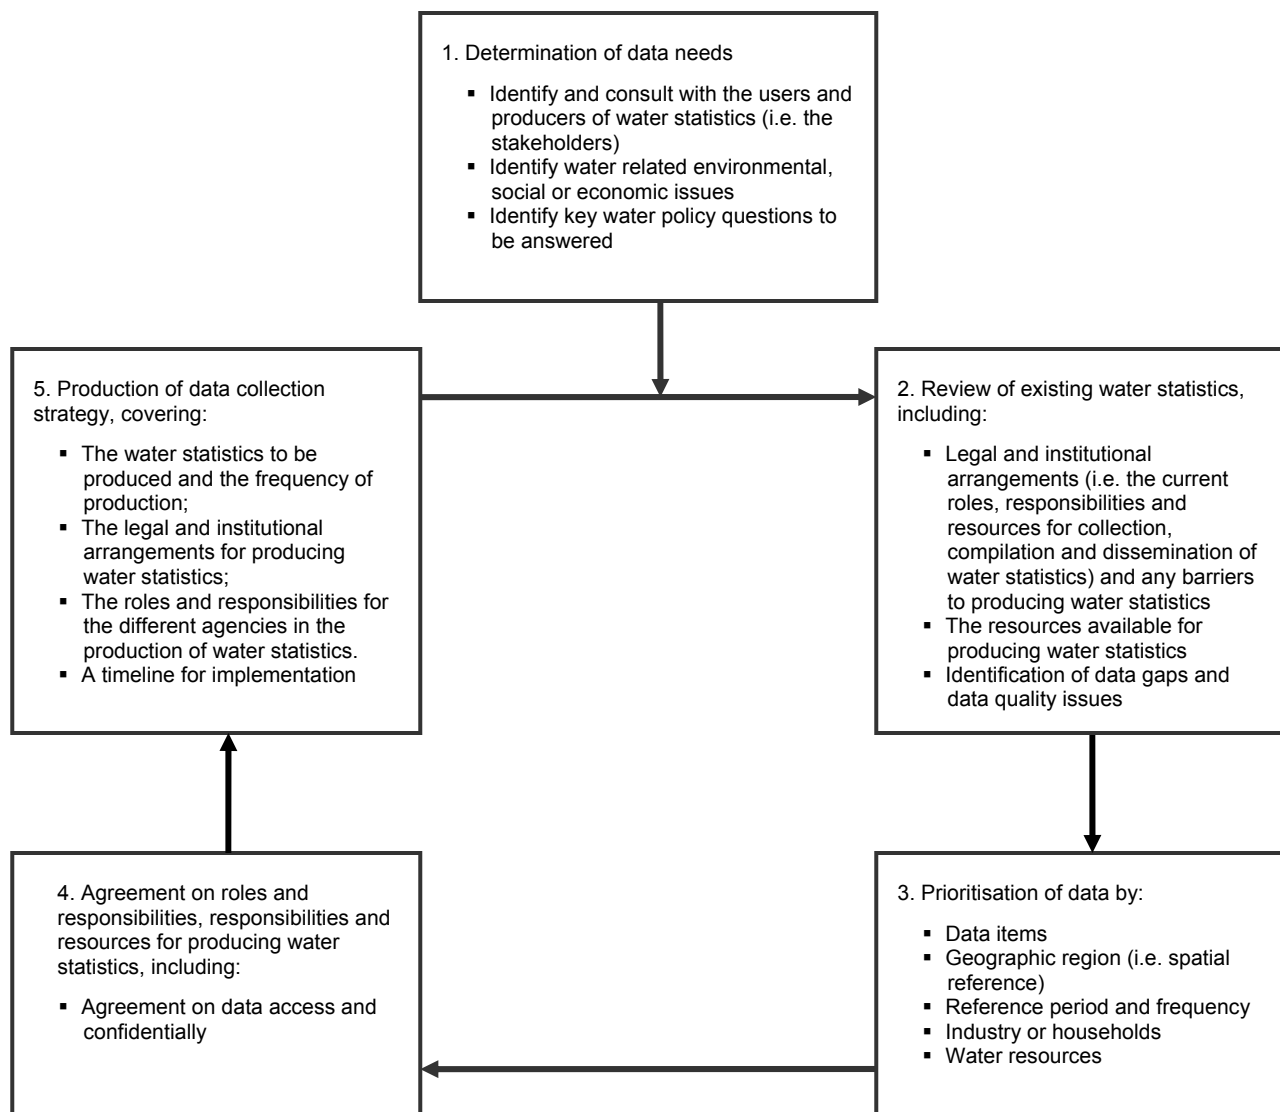 1. Determination of data needs
▪ Identify and consult with the users and
producers of water statistics (i.e. the
stakeholders)
▪ Identify water related environmental,
social or economic issues
▪ Identify key water policy questions to
be answered
2. Review of existing water statistics,
including:
▪ Legal and institutional
arrangements (i.e. the current
roles, responsibilities and
resources for collection,
compilation and dissemination of
water statistics) and any barriers
to producing water statistics
▪ The resources available for
producing water statistics
▪ Identification of data gaps and
data quality issues
3. Prioritisation of data by:
▪ Data items
▪ Geographic region (i.e. spatial
reference)
▪ Reference period and frequency
▪ Industry or households
▪ Water resources
4. Agreement on roles and
responsibilities, responsibilities and
resources for producing water
statistics, including:
▪ Agreement on data access and
confidentially
5. Production of data collection
strategy, covering:
▪ The water statistics to be
produced and the frequency of
production;
▪ The legal and institutional
arrangements for producing
water statistics;
▪ The roles and responsibilities for
the different agencies in the
production of water statistics.
▪ A timeline for implementation